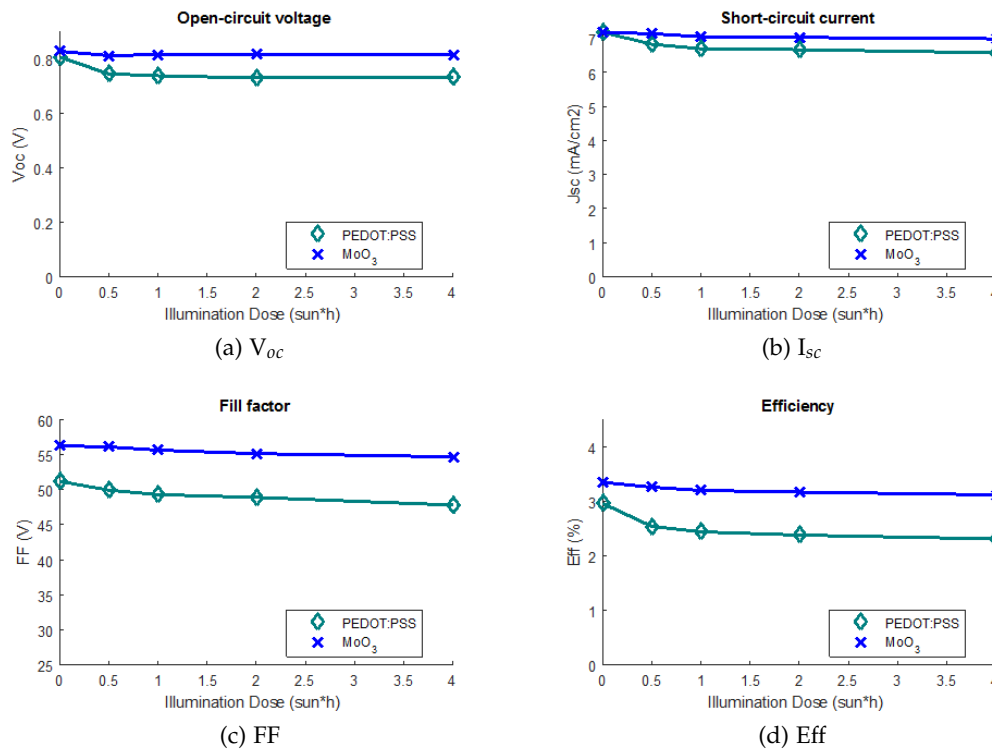 Open-circuit voltage
Voc (V)
0.8
0.6
0.4
0.2
0
PEDOT:PSS
MoO3
0 0.5 1 1.5 2 2.5 3 3.5 4
Illumination Dose (sun*h)
(a) Voc
Short-circuit current
Jsc (mA/cm2)
7
6
5
4
3
2
1
0
PEDOT:PSS
MoO3
0 0.5 1 1.5 2 2.5 3 3.5 4
Illumination Dose (sun*h)
(b) Isc
Fill factor
FF (V)
60
55
50
45
40
35
30
25
PEDOT:PSS
MoO3
0 0.5 1 1.5 2 2.5 3 3.5 4
Illumination Dose (sun*h)
(c) FF
Efficiency
Eff (%)
4
3
2
1
0
PEDOT:PSS
MoO3
0 0.5 1 1.5 2 2.5 3 3.5 4
Illumination Dose (sun*h)
(d) Eff